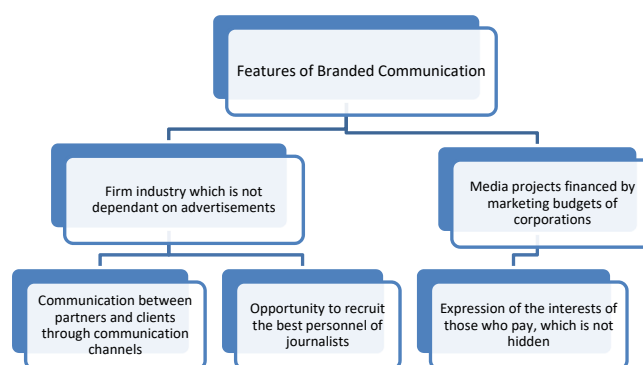 Features of Branded Communication
Firm industry which is not
dependant on advertisements
Media projects financed by
marketing budgets of
corporations
Communication between
partners and clients
through communication
channels
Opportunity to recruit
the best personnel of
journalists
Expression of the interests of
those who pay, which is not
hidden